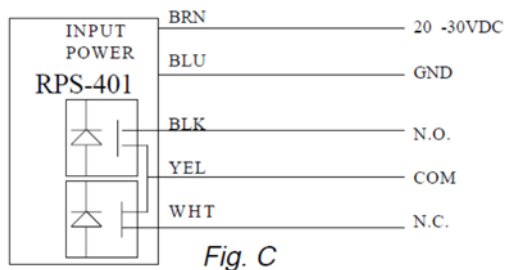 INPUT
POWER
RPS-401
BRN
20 -30VDC
BLU
GND
BLK
N.O.
YEL
COM
WHT
N.C.
Fig. C